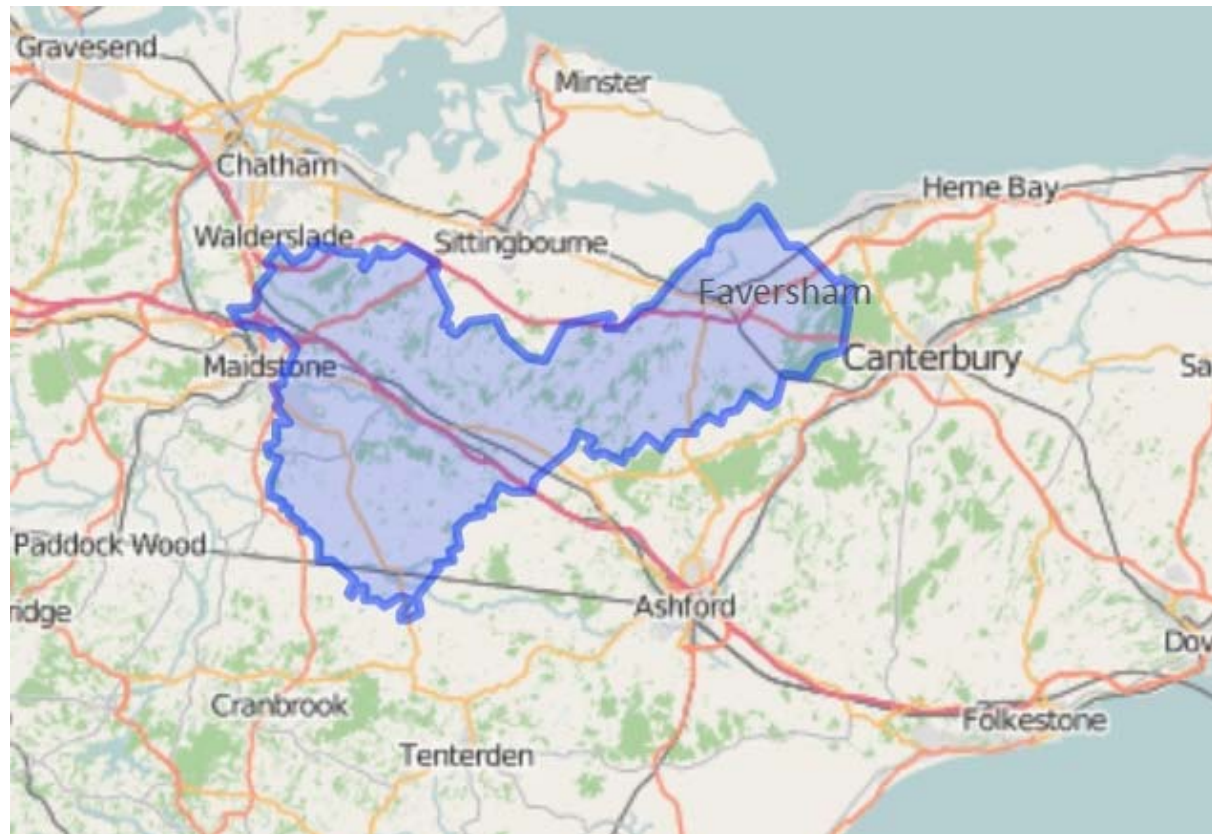 Gravesend
Minster
Chatham
Herne Bay
Walderslade
Sittingbourne
Faversham
Maidstone
Canterbury
Sa
Paddock Wood
Ashford
ridge
Dov
Cranbrook
Folkestone
Tenterden